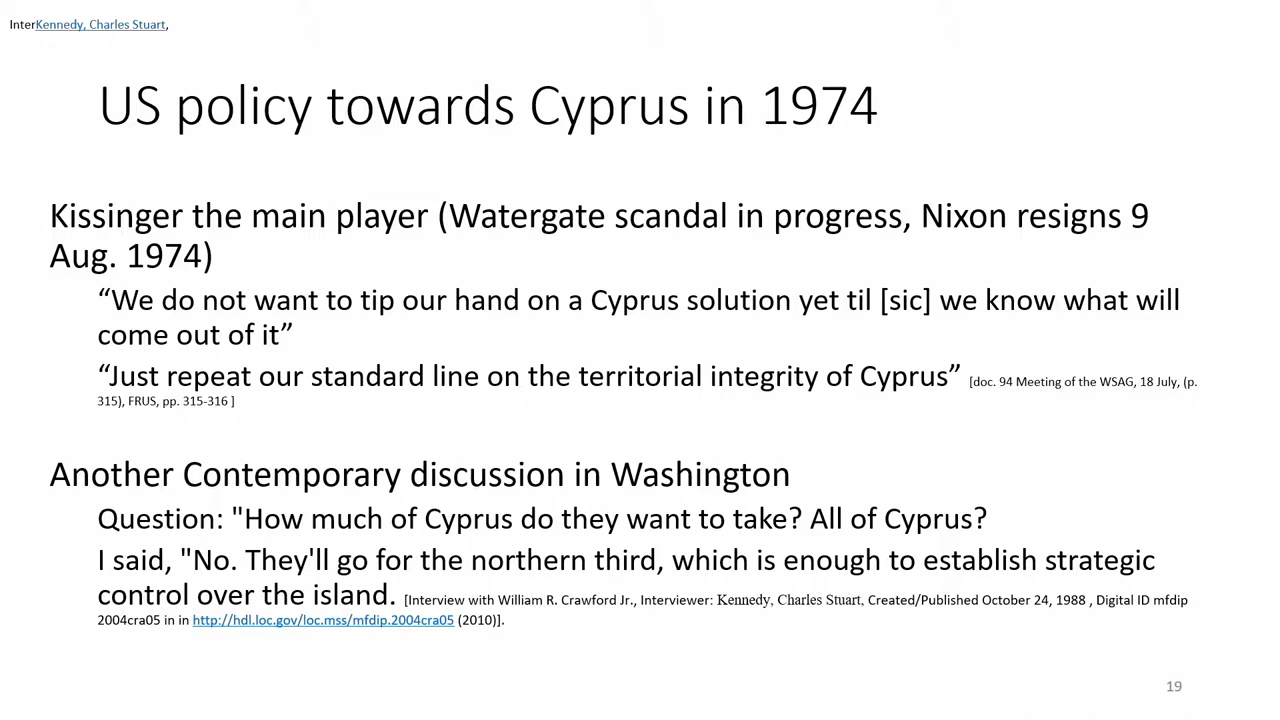 InterKennedy, Charles Stuart,
US policy towards Cyprus in 1974
Kissinger the main player (Watergate scandal in progress, Nixon resigns 9
Aug. 1974)
“We do not want to tip our hand on a Cyprus solution yet til [sic] we know what will
come out of it”
“Just repeat our standard line on the territorial integrity of Cyprus” [doc. 94 Meeting of the WSAG, 18 July, (p.
315), FRUS, pp. 315-316 ]
Another Contemporary discussion in Washington
Question: "How much of Cyprus do they want to take? All of Cyprus?
I said, "No. They'll go for the northern third, which is enough to establish strategic
control over the island. [Interview with William R. Crawford Jr., Interviewer: Kennedy, Charles Stuart, Created/Published October 24, 1988 , Digital ID mfdip
2004cra05 in in http://hdl.loc.gov/loc.mss/mfdip.2004cra05 (2010)].
19